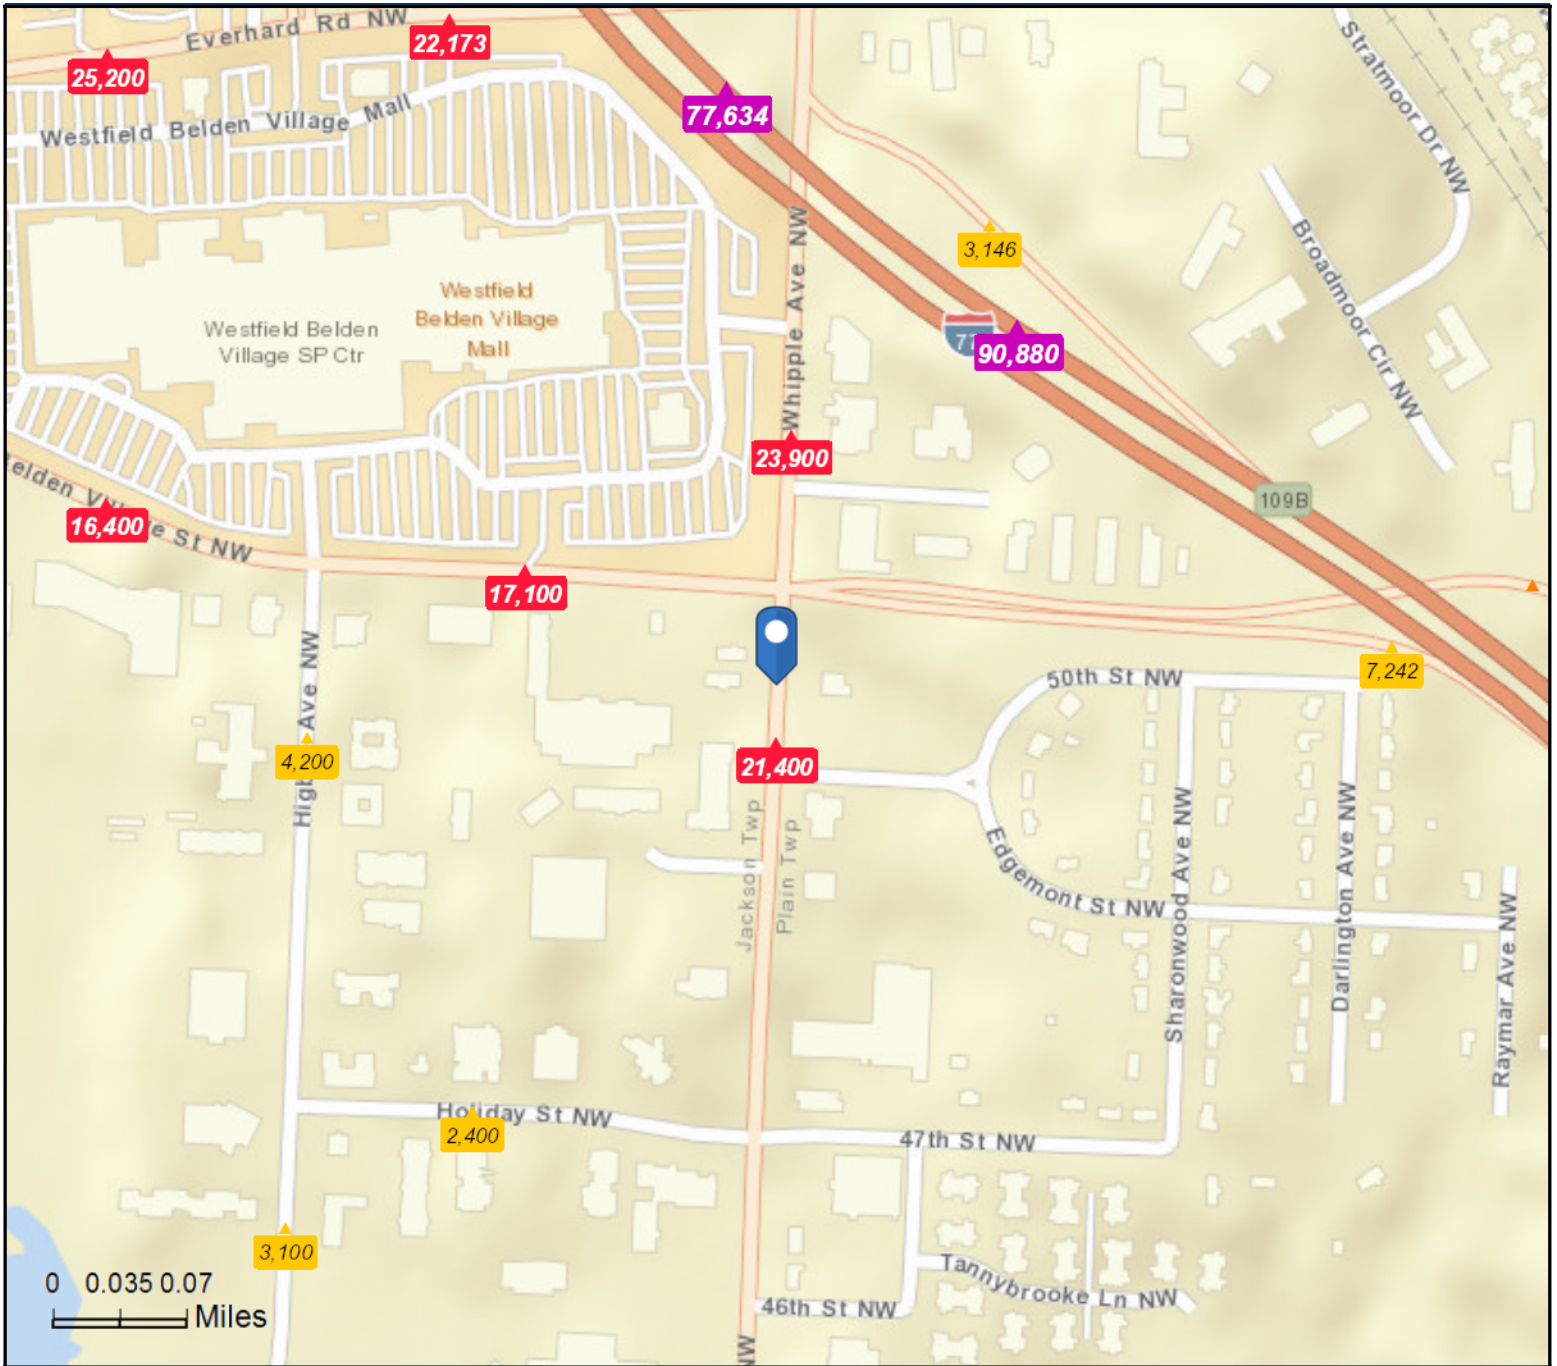 Everhard Rd NW
22,173
25,200
Westfield Belden Village Mall
77,634
Stratmoor Dr NW
Whipple Ave NW
3,146
Broadmoor Cir NW
Westfield
Belden Village
Mall
Westfield Belden
Village SP Ctr
77
90,880
23,900
109B
16,400
St NW
17,100
7,242
50th St NW
Ave NW
4,200
21,400
Jackson Twp
Plain Twp
Edgemont St NW
Sharonwood Ave NW
Darlington Ave NW
Raymar Ave NW
Holiday St NW
2,400
47th St NW
3,100
Tannybrooke Ln NW
46th St NW
NW
0 0.035 0.07
Miles